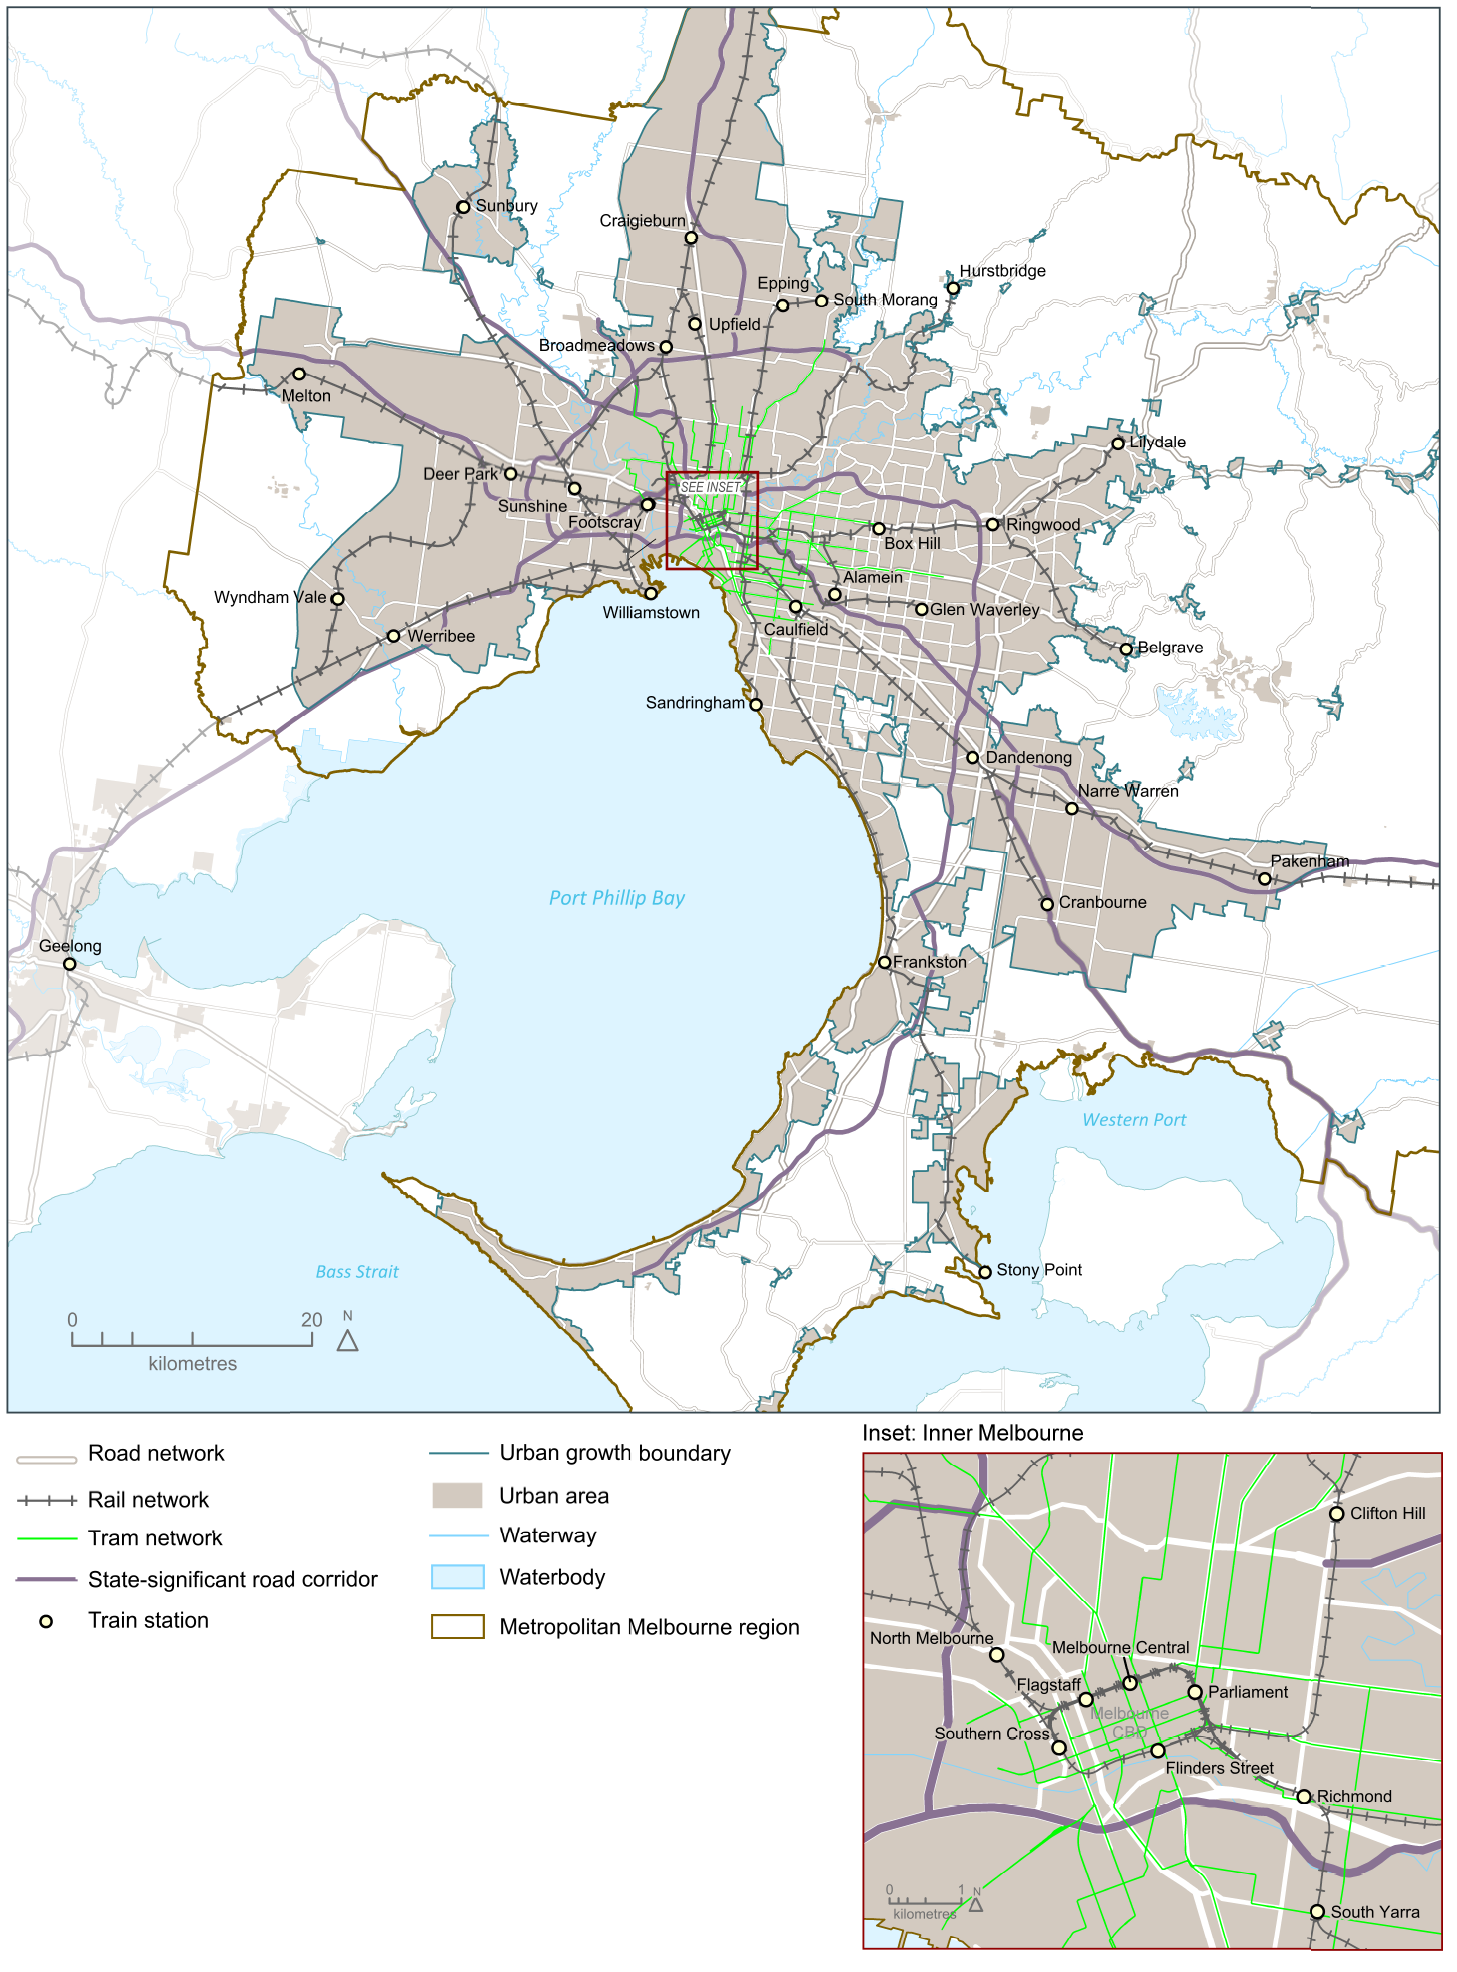 Sunbury
Craigieburn
Hurstbridge
Epping
South Morang
Upfield
Broadmeadows
Melton
Lilydale
Deer Park
SEE INSET
Sunshine
Footscray
Ringwood
Box Hill
Alamein
Wyndham Vale
Williamstown
Glen Waverley
Caulfield
Werribee
Belgrave
Sandringham
Dandenong
Narre Warren
Pakenham
Port Phillip Bay
Cranbourne
Geelong
Frankston
Western Port
Bass Strait
Stony Point
0 20 N
kilometres
Inset: Inner Melbourne
Road network
Rail network
Tram network
State-significant road corridor
Train station
Urban growth boundary
Urban area
Waterway
Waterbody
Metropolitan Melbourne region
Clifton Hill
North Melbourne
Melbourne Central
Flagstaff
Parliament
Melbourne
CBD
Southern Cross
Flinders Street
Richmond
0 1 N
kilometres
South Yarra